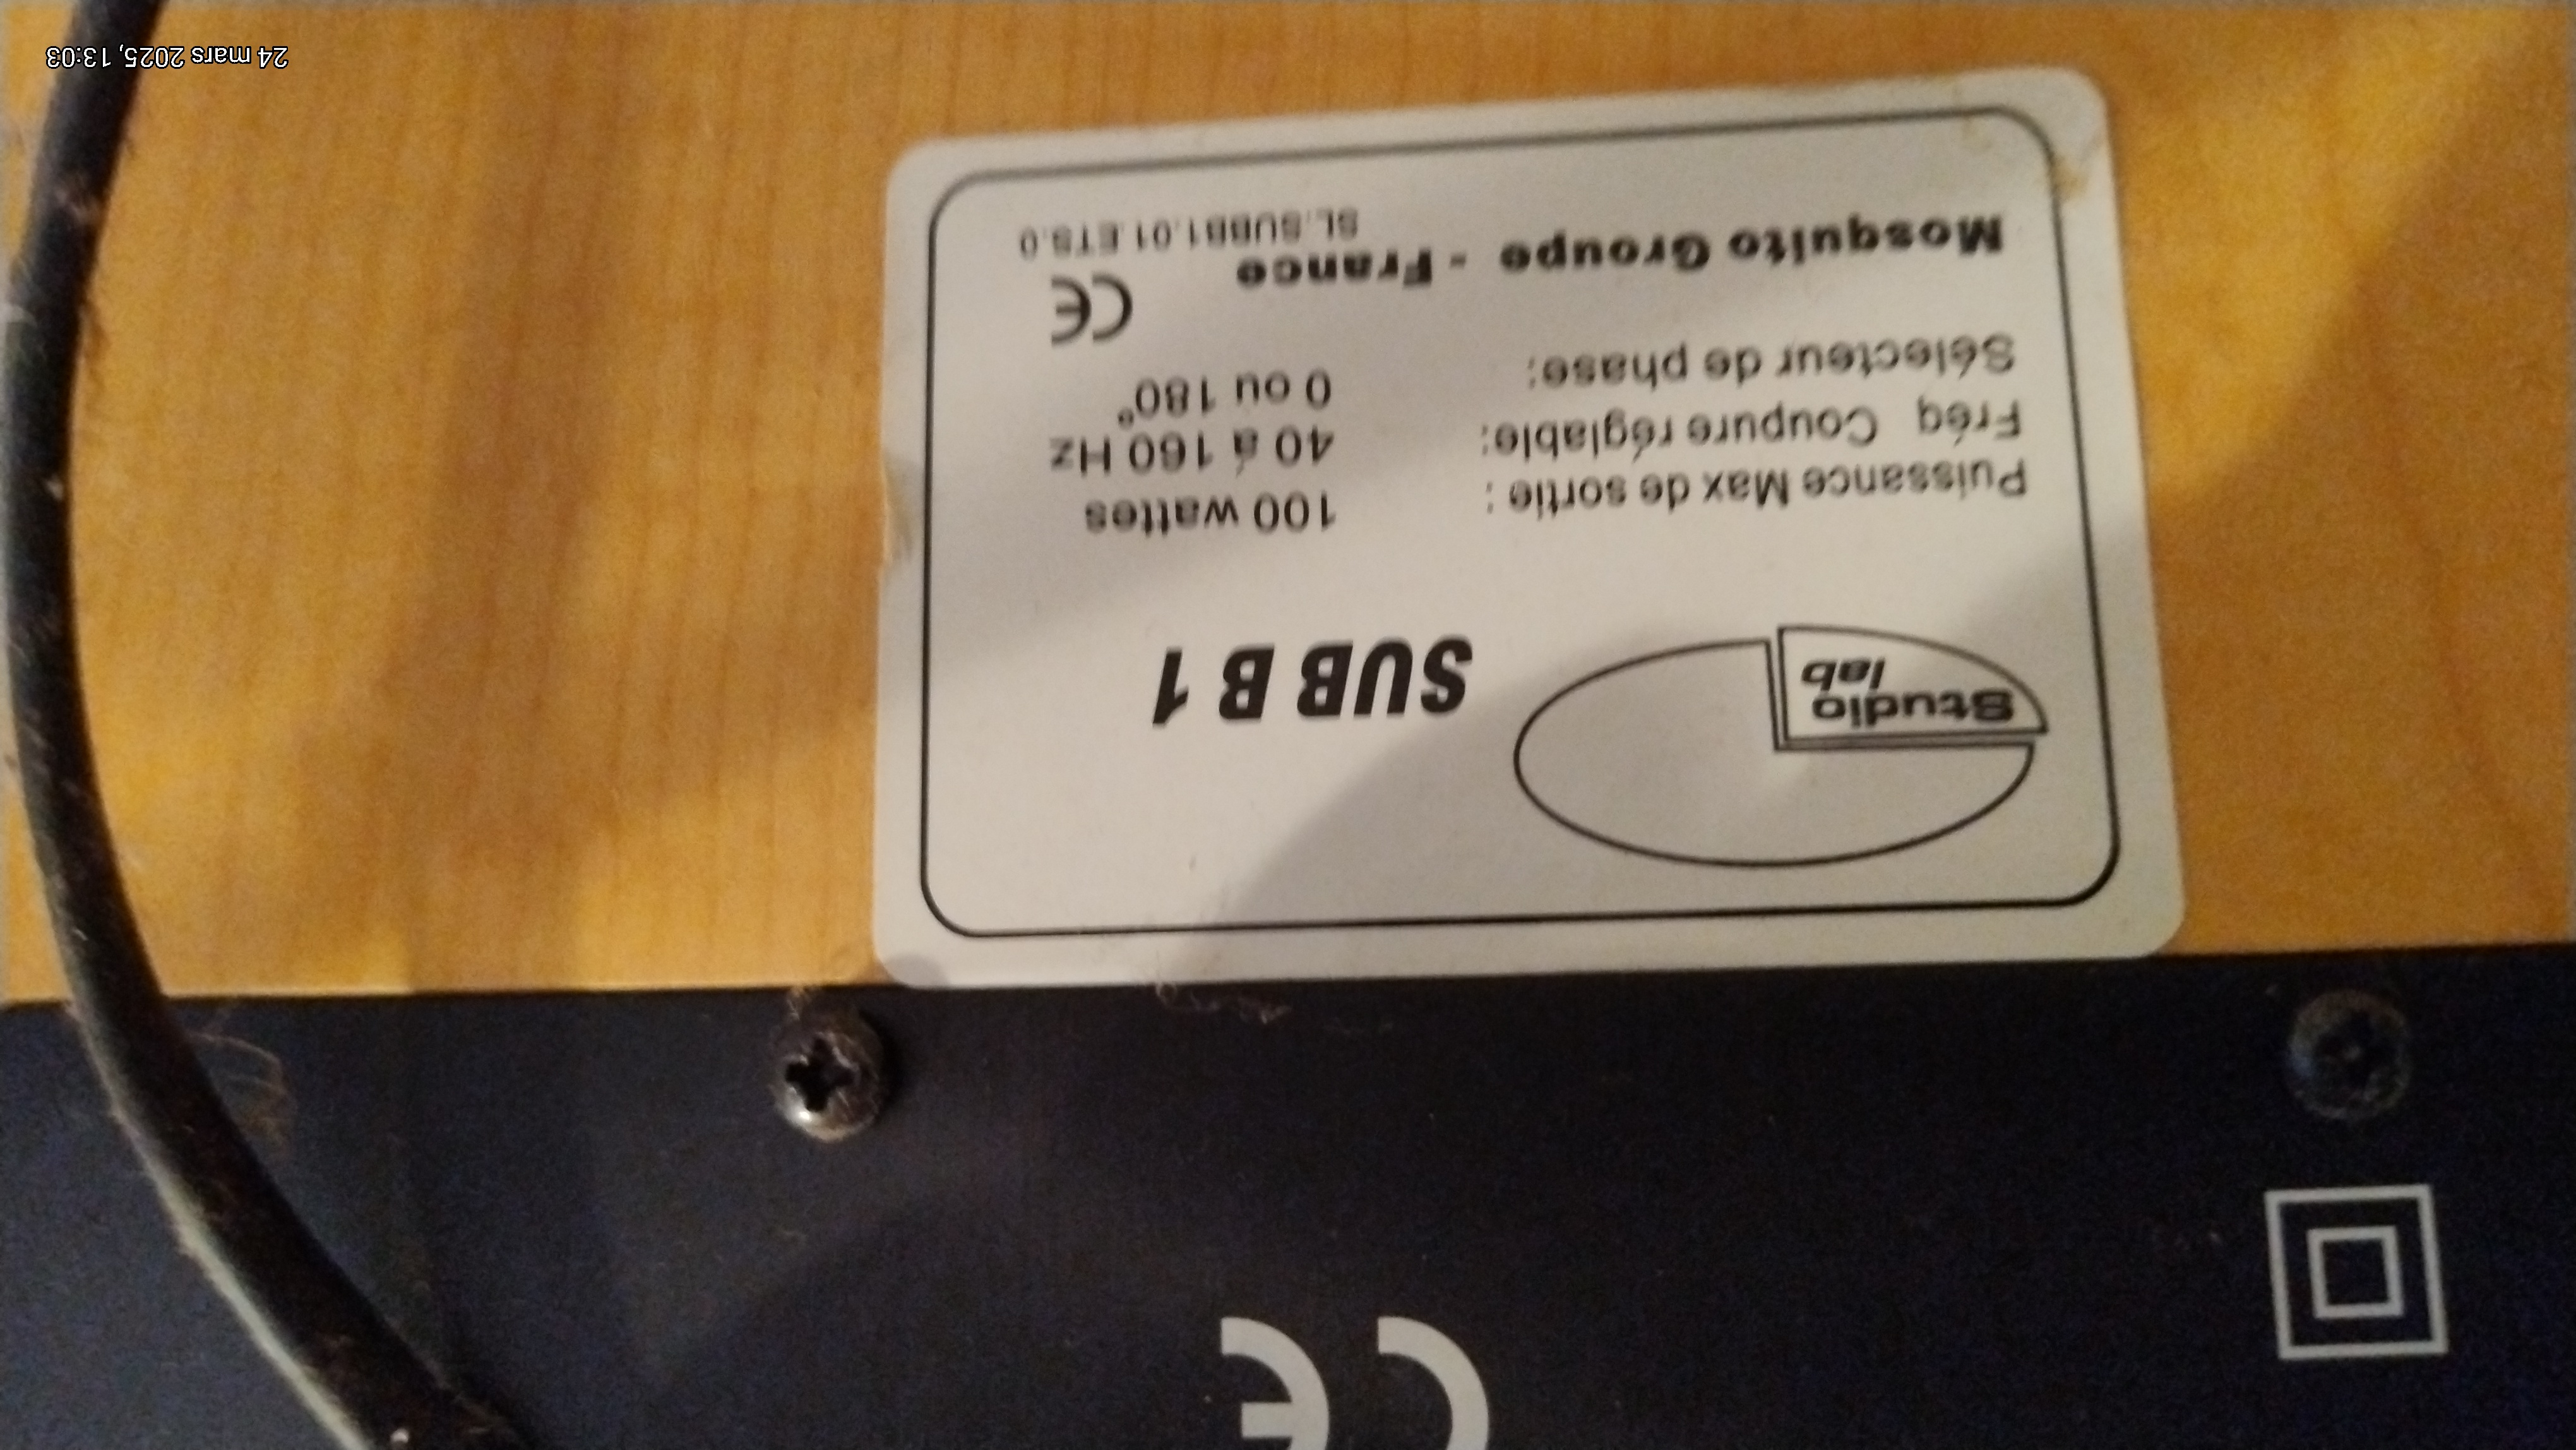 Studio
lab
SUB B 1
Puissance Max de sortie : 100 wattes
Fréq Coupure réglable: 40 á 160 Hz
Sélecteur de phase: 0 ou 180°
CE
Mosquito Groupe - France
SL.SUBB1.01.ETS.0
CE
24 mars 2025, 13:03